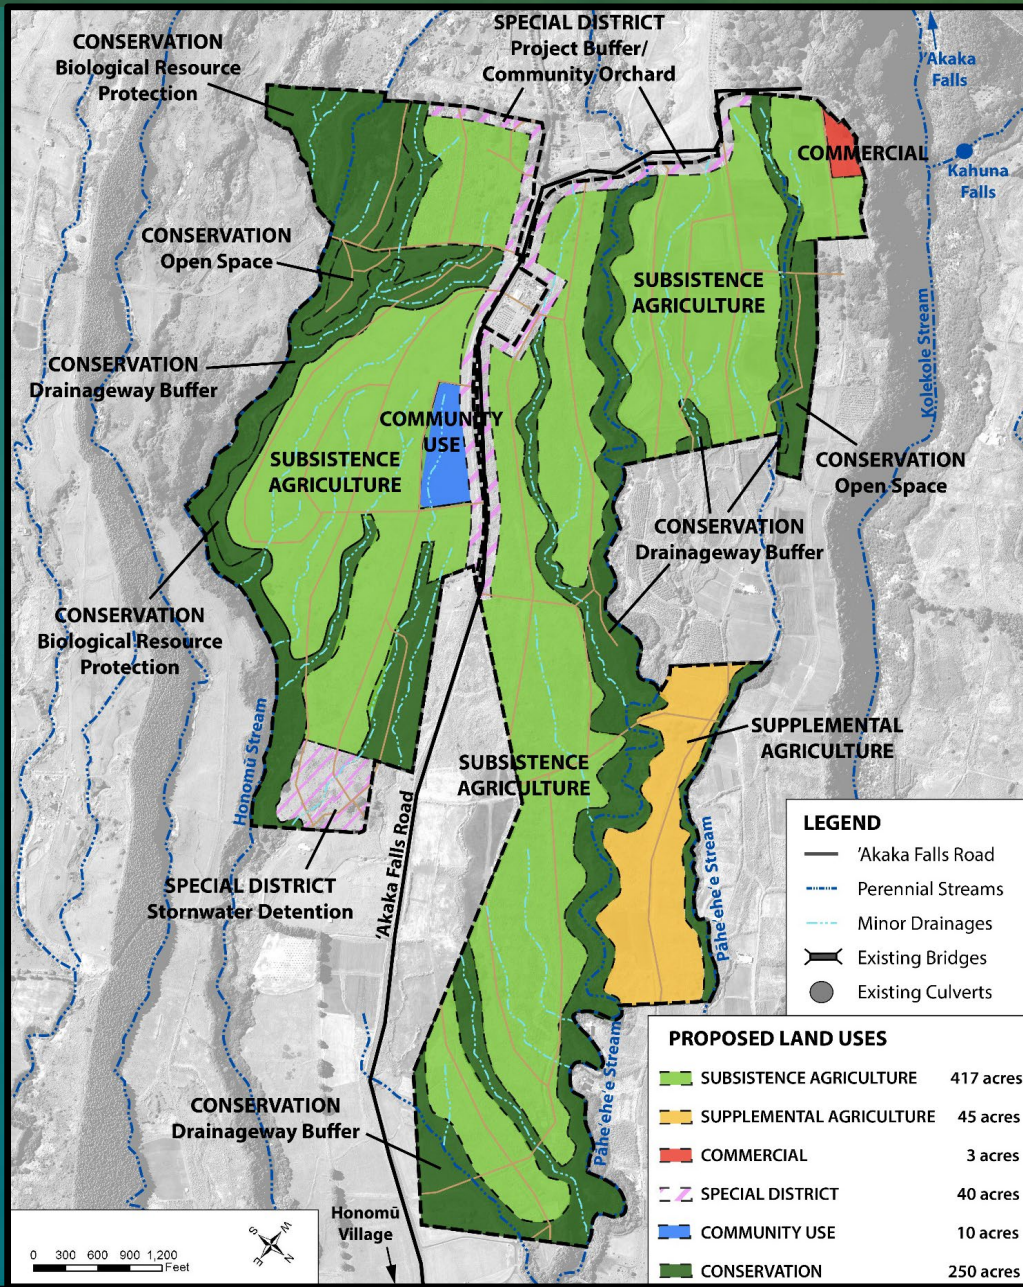 SPECIAL DISTRICT
Project Buffer/
Community Orchard
CONSERVATION
Biological Resource
Protection
'Akaka
Falls
COMMERCIAL
Kahuna
Falls
CONSERVATION
Open Space
SUBSISTENCE
AGRICULTURE
Kolekole Stream
CONSERVATION
Drainageway Buffer
COMMUNITY
USE
SUBSISTENCE
AGRICULTURE
CONSERVATION
Open Space
CONSERVATION
Drainageway Buffer
CONSERVATION
Biological Resource
Protection
Honomū Stream
SUPPLEMENTAL
AGRICULTURE
SUBSISTENCE
AGRICULTURE
'Akaka Falls Road
Pāhe'ehe'e Stream
SPECIAL DISTRICT
Stornwater Detention
LEGEND
'Akaka Falls Road
Perennial Streams
Minor Drainages
Existing Bridges
Existing Culverts
Pāhe'ehe'e Stream
CONSERVATION
Drainageway Buffer
Honomū
Village
PROPOSED LAND USES
SUBSISTENCE AGRICULTURE 417 acres
SUPPLEMENTAL AGRICULTURE 45 acres
COMMERCIAL 3 acres
SPECIAL DISTRICT 40 acres
COMMUNITY USE 10 acres
CONSERVATION 250 acres
0 300 600 900 1,200
Feet
S W
E N